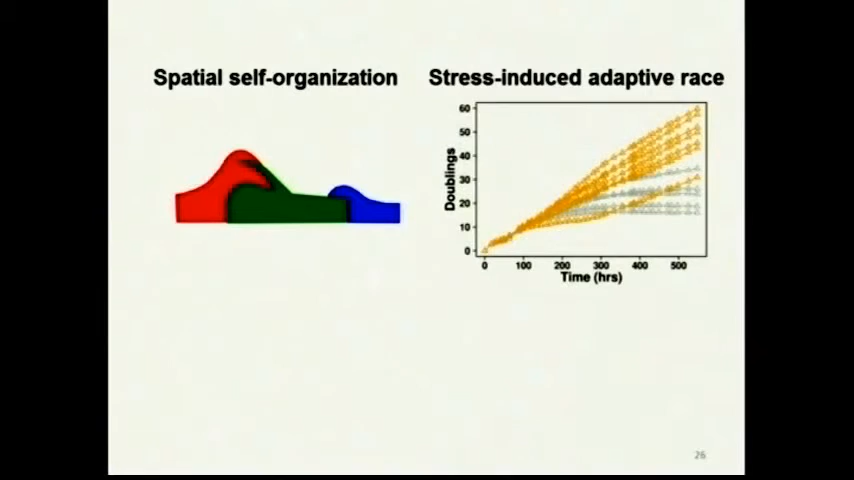 Spatial self-organization
Stress-induced adaptive race
60
50
40
30
20
10
0
Doublings
0 100 200 300 400 500
Time (hrs)
26